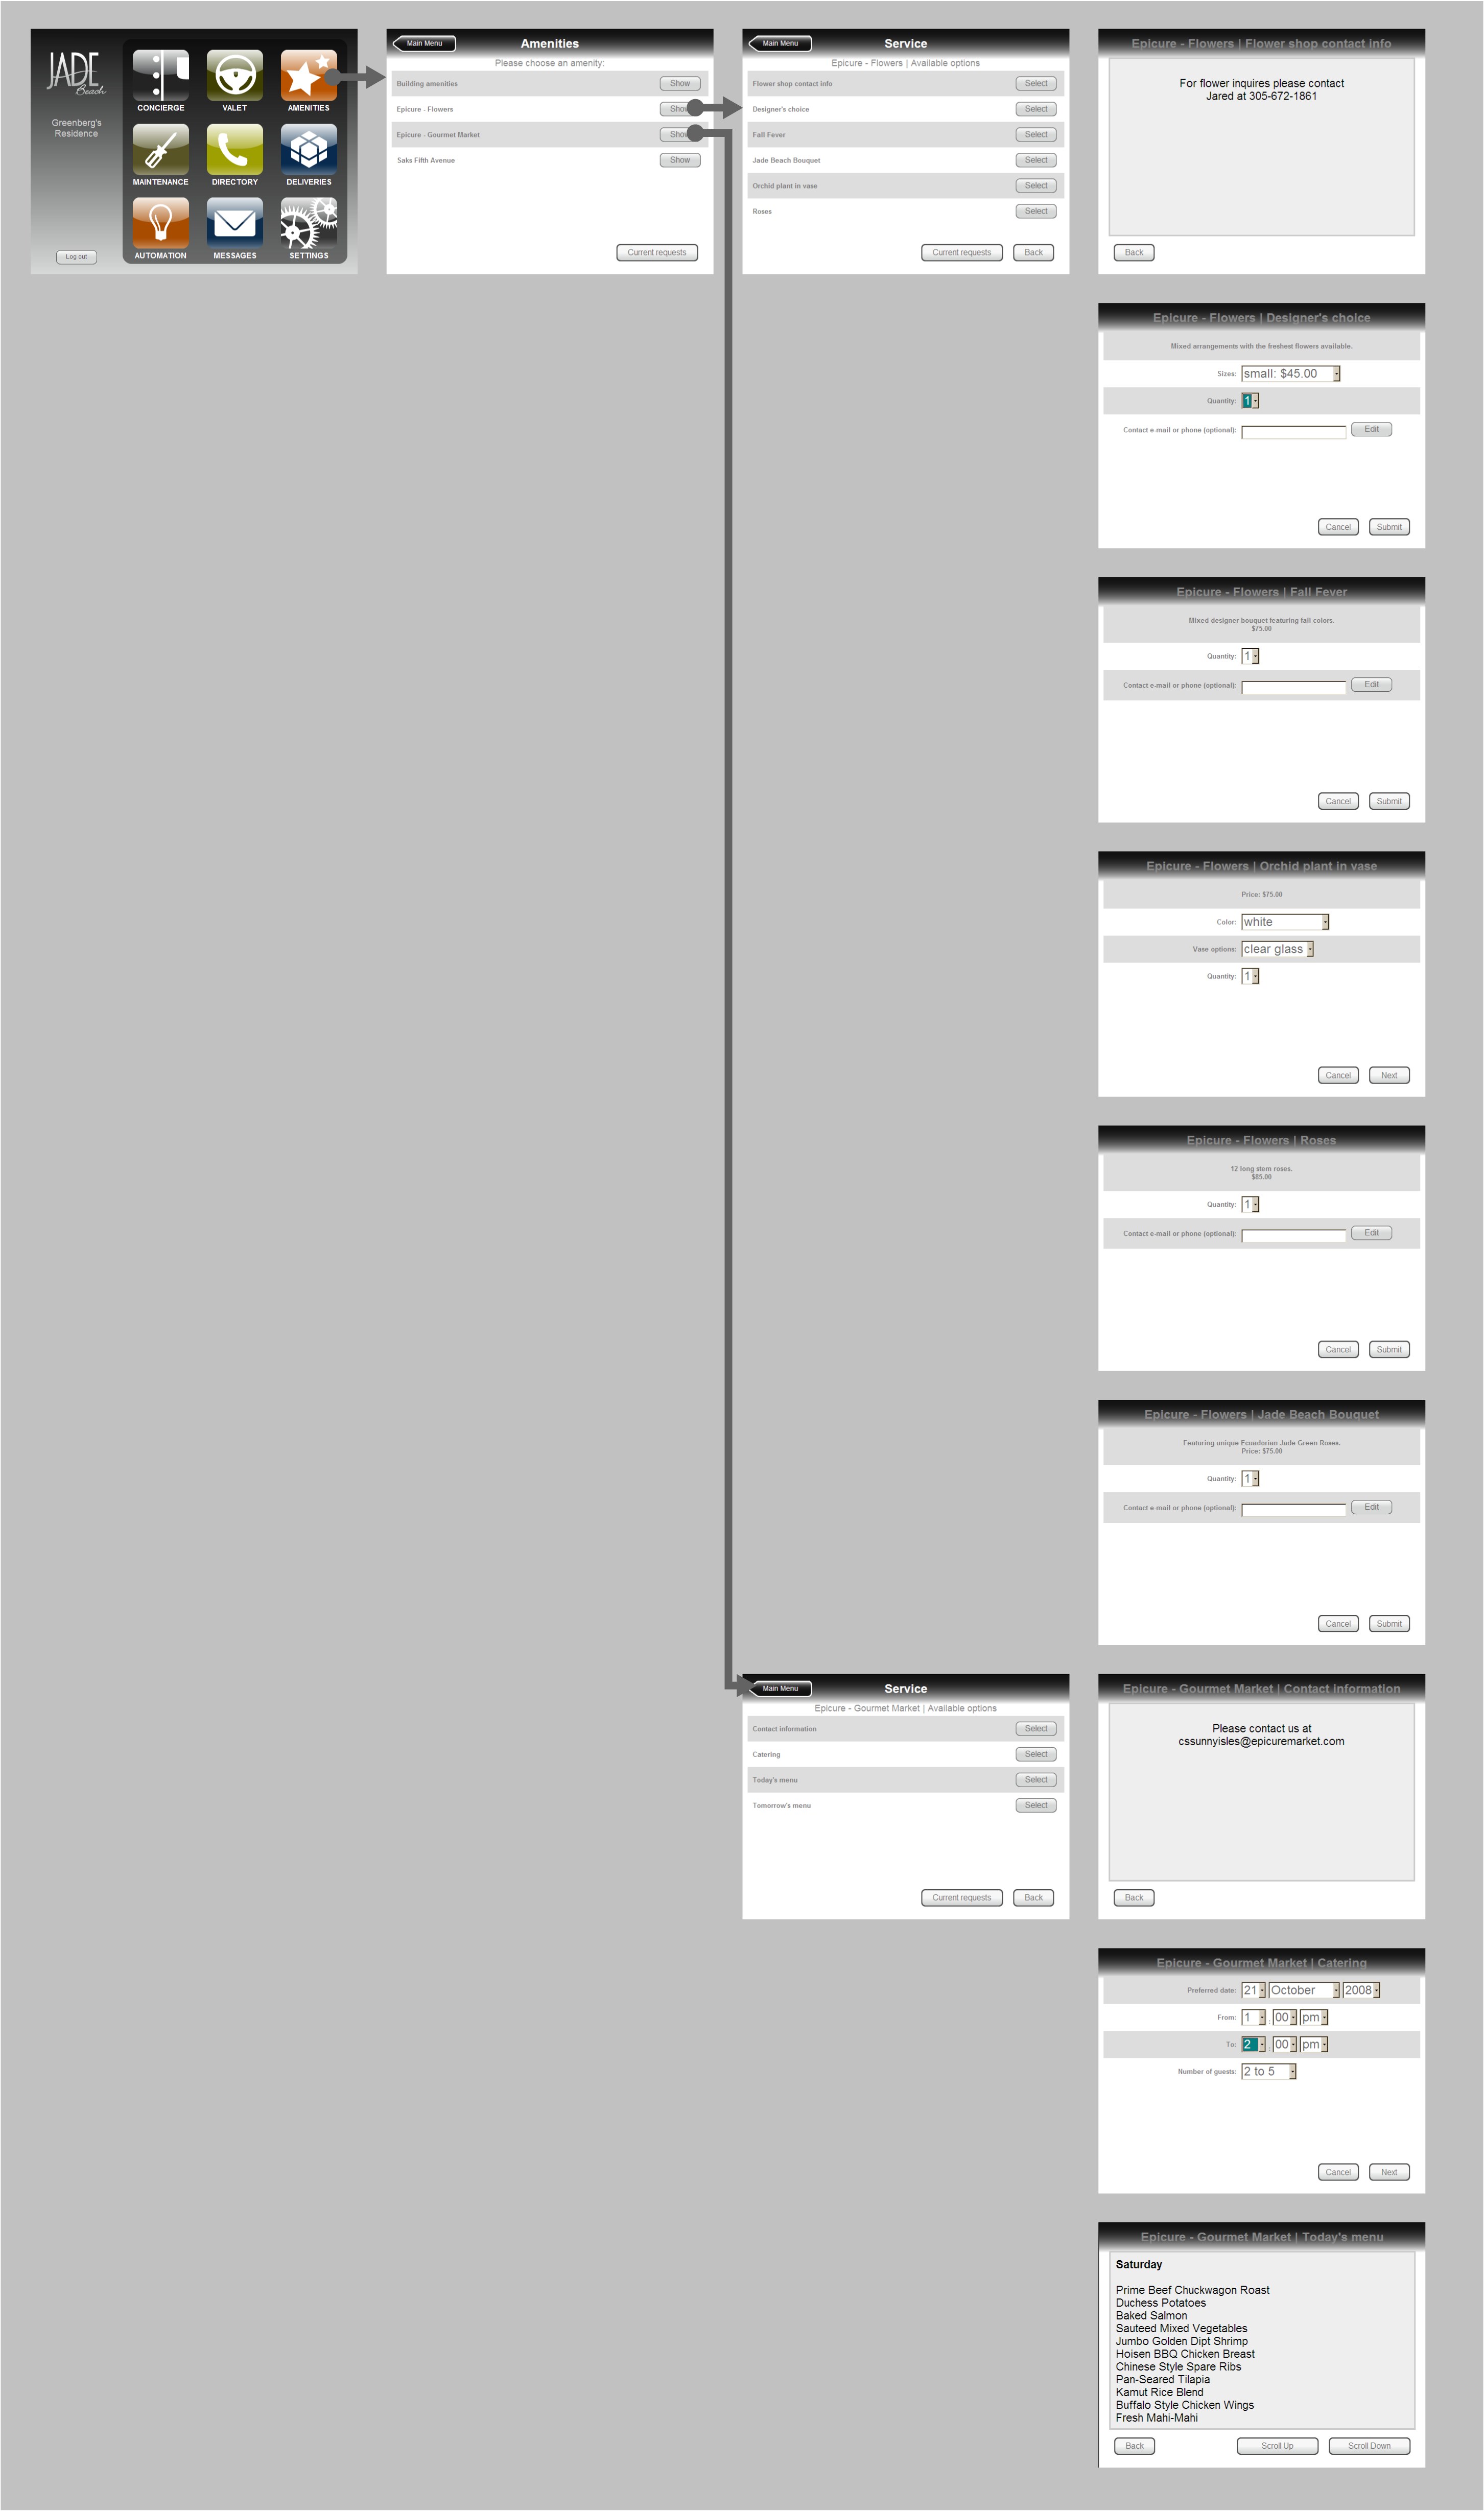 JADE
Beach
Greenberg's
Residence
Log out
CONCIERGE
VALET
AMENITIES
MAINTENANCE
DIRECTORY
DELIVERIES
AUTOMATION
MESSAGES
SETTINGS
Main Menu
Amenities
Please choose an amenity:
Building amenities Show
Epicure - Flowers Show
Epicure - Gourmet Market Show
Saks Fifth Avenue Show
Current requests
Main Menu
Service
Epicure - Flowers | Available options
Flower shop contact info Select
Designer's choice Select
Fall Fever Select
Jade Beach Bouquet Select
Orchid plant in vase Select
Roses Select
Current requests Back
Epicure - Flowers | Flower shop contact info
For flower inquires please contact
Jared at 305-672-1861
Back
Epicure - Flowers | Designer's choice
Mixed arrangements with the freshest flowers available.
Sizes: small: $45.00
Quantity: 1
Contact e-mail or phone (optional): Edit
Cancel Submit
Epicure - Flowers | Fall Fever
Mixed designer bouquet featuring fall colors.
$75.00
Quantity: 1
Contact e-mail or phone (optional): Edit
Cancel Submit
Epicure - Flowers | Orchid plant in vase
Price: $75.00
Color: white
Vase options: clear glass
Quantity: 1
Cancel Next
Epicure - Flowers | Roses
12 long stem roses.
$85.00
Quantity: 1
Contact e-mail or phone (optional): Edit
Cancel Submit
Epicure - Flowers | Jade Beach Bouquet
Featuring unique Ecuadorian Jade Green Roses.
Price: $75.00
Quantity: 1
Contact e-mail or phone (optional): Edit
Cancel Submit
Main Menu
Service
Epicure - Gourmet Market | Available options
Contact information Select
Catering Select
Today's menu Select
Tomorrow's menu Select
Current requests Back
Epicure - Gourmet Market | Contact information
Please contact us at
cssunnyisles@epicuremarket.com
Back
Epicure - Gourmet Market | Catering
Preferred date: 21 October 2008
From: 1 : 00 pm
To: 2 : 00 pm
Number of guests: 2 to 5
Cancel Next
Epicure - Gourmet Market | Today's menu
Saturday
Prime Beef Chuckwagon Roast
Duchess Potatoes
Baked Salmon
Sauteed Mixed Vegetables
Jumbo Golden Dipt Shrimp
Hoisen BBQ Chicken Breast
Chinese Style Spare Ribs
Pan-Seared Tilapia
Kamut Rice Blend
Buffalo Style Chicken Wings
Fresh Mahi-Mahi
Back Scroll Up Scroll Down